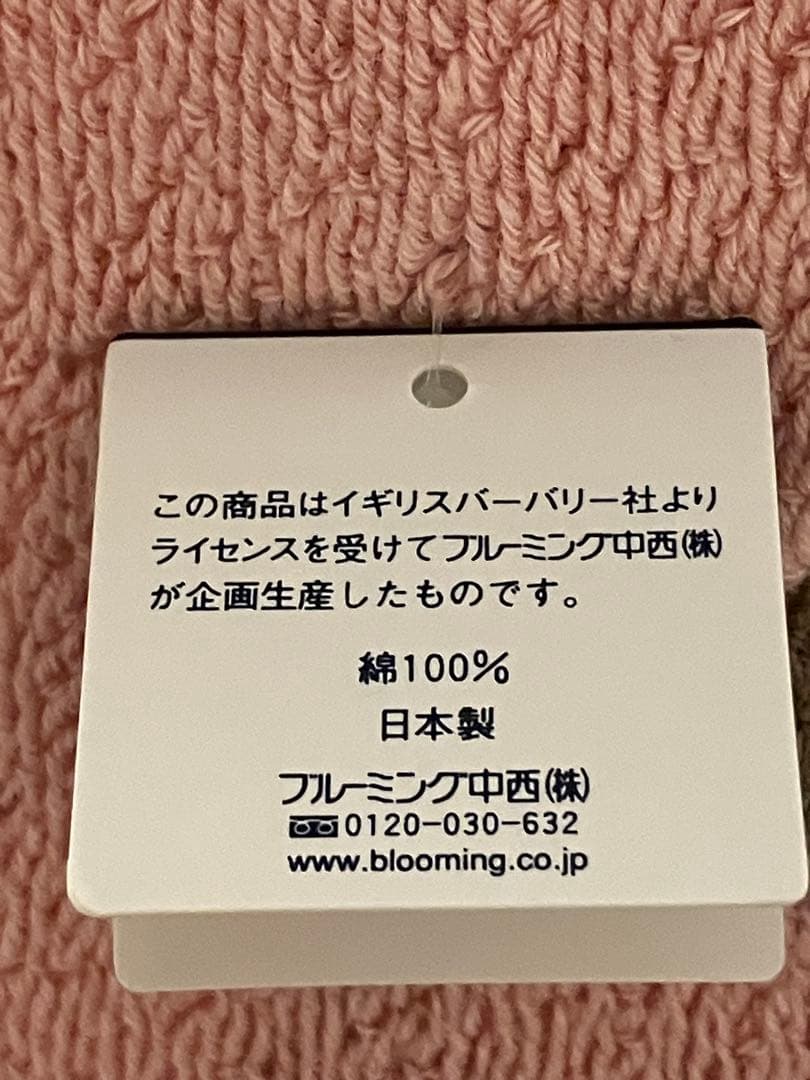 この商品はイギリスバーバリー社より
ライセンスを受けてブルーミング中西(株)
が企画生産したものです。
綿100%
日本製
ブルーミング中西(株)
0120-030-632
www.blooming.co.jp